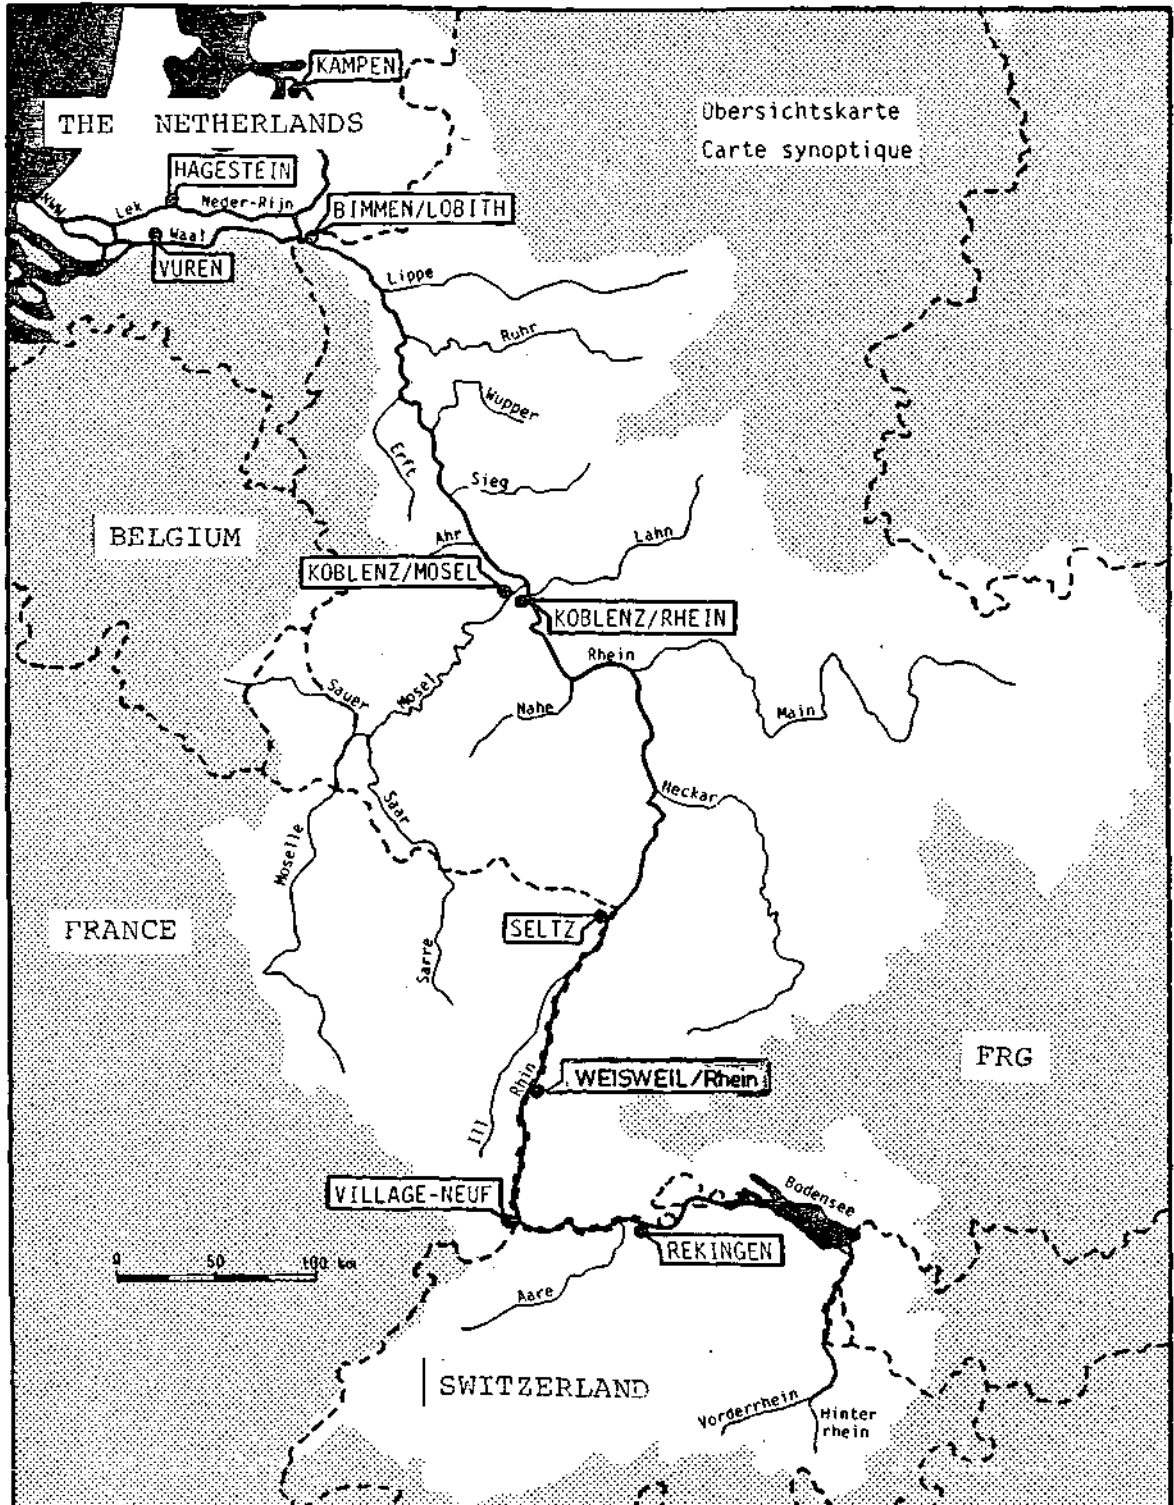 KAMPEN
THE NETHERLANDS
Übersichtskarte
Carte synoptique
HAGESTEIN
NWW
Lek
Neder-Rijn
BIMMEN/LOBITH
Waal
VUREN
Lippe
Ruhr
Wupper
Erft
Sieg
BELGIUM
Ahr
Lahn
KOBLENZ/MOSEL
KOBLENZ/RHEIN
Rhein
Sauer
Mosel
Nahe
Main
Neckar
Saar
Moselle
FRANCE
SELTZ
Sarre
FRG
Rhin
WEISWEIL/Rhein
Ill
VILLAGE-NEUF
Bodensee
REKINGEN
0 50 100 km
Aare
SWITZERLAND
Vorderrhein
Hinter
rhein